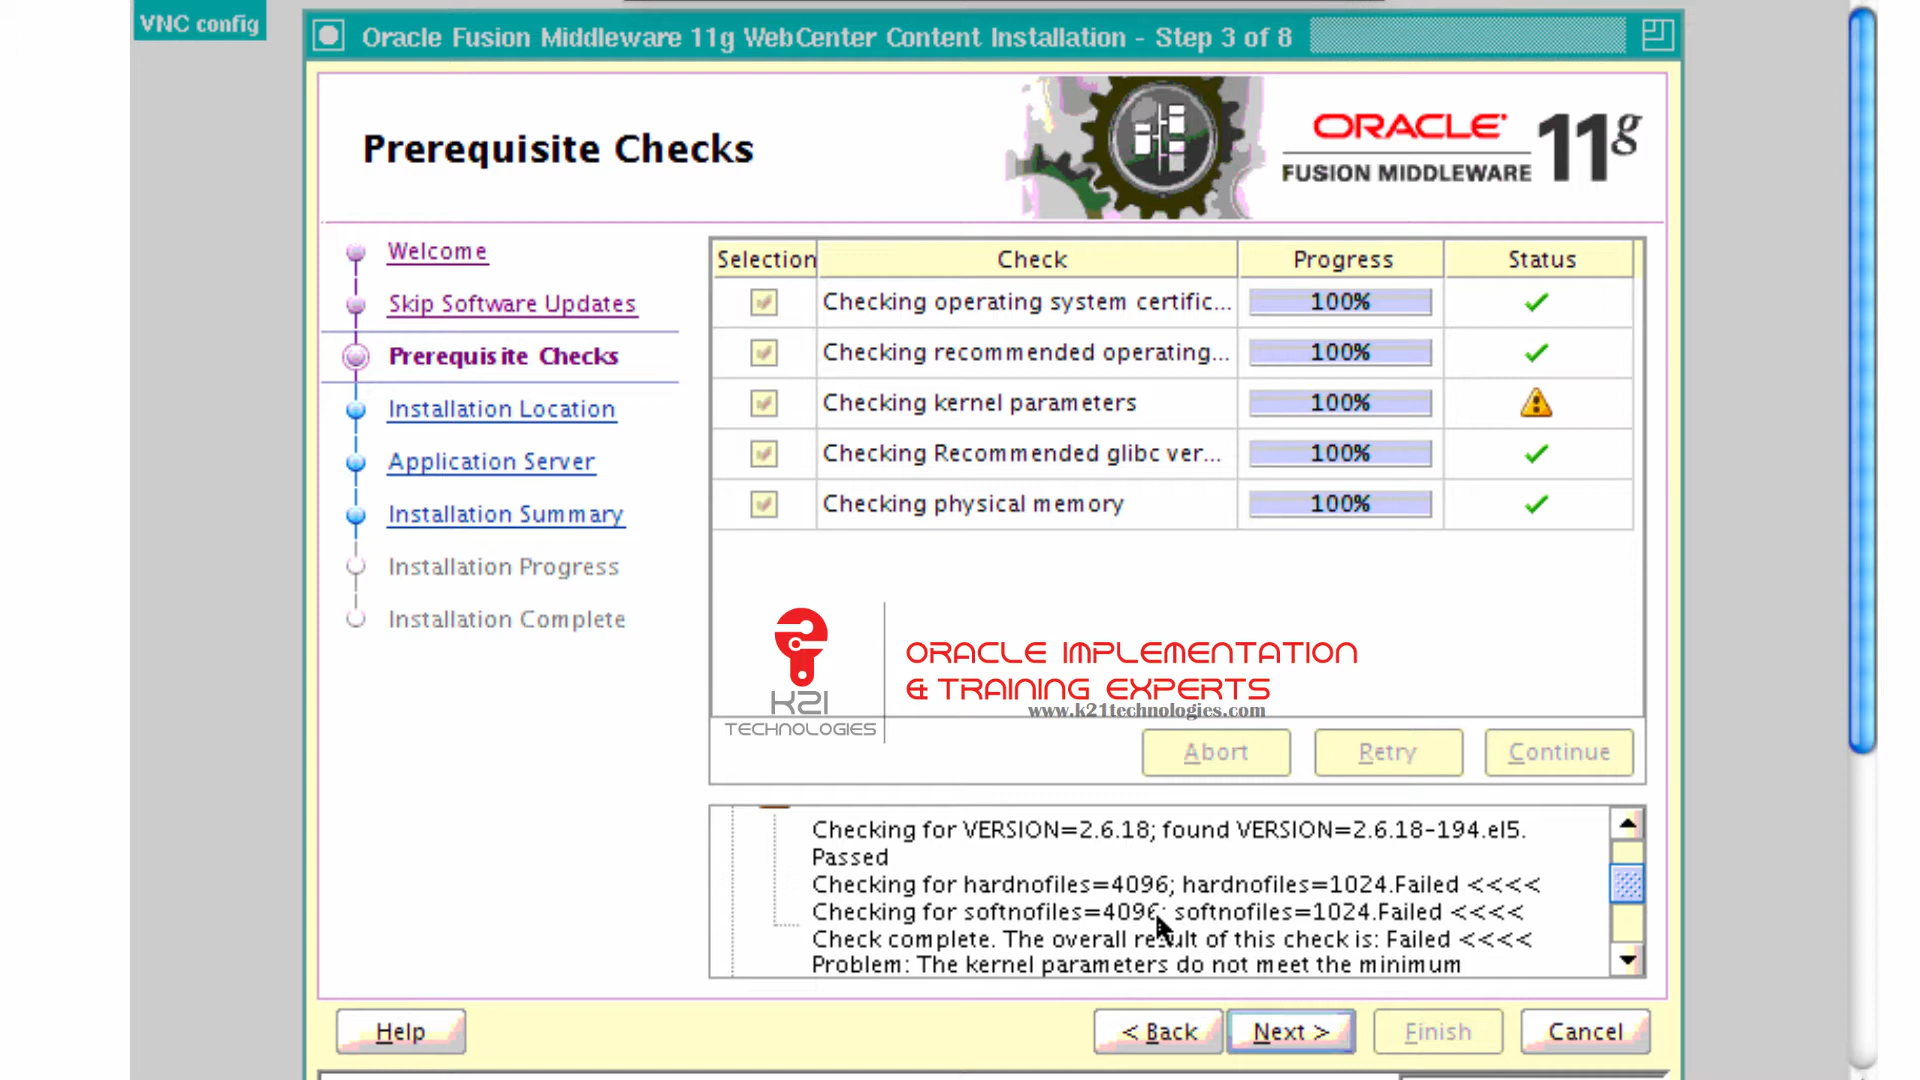 VNC config
Oracle Fusion Middleware 11g WebCenter Content Installation - Step 3 of 8
Prerequisite Checks
ORACLE
FUSION MIDDLEWARE
11g
Welcome
Skip Software Updates
Prerequisite Checks
Installation Location
Application Server
Installation Summary
Installation Progress
Installation Complete
Selection Check Progress Status
Checking operating system certific... 100%
Checking recommended operating... 100%
Checking kernel parameters 100%
Checking Recommended glibc ver... 100%
Checking physical memory 100%
K21
TECHNOLOGIES
ORACLE IMPLEMENTATION
& TRAINING EXPERTS
www.k21technologies.com
Abort Retry Continue
Checking for VERSION=2.6.18; found VERSION=2.6.18-194.el5.
Passed
Checking for hardnofiles=4096; hardnofiles=1024.Failed <<<<
Checking for softnofiles=4096; softnofiles=1024.Failed <<<<
Check complete. The overall result of this check is: Failed <<<<
Problem: The kernel parameters do not meet the minimum
Help < Back Next > Finish Cancel